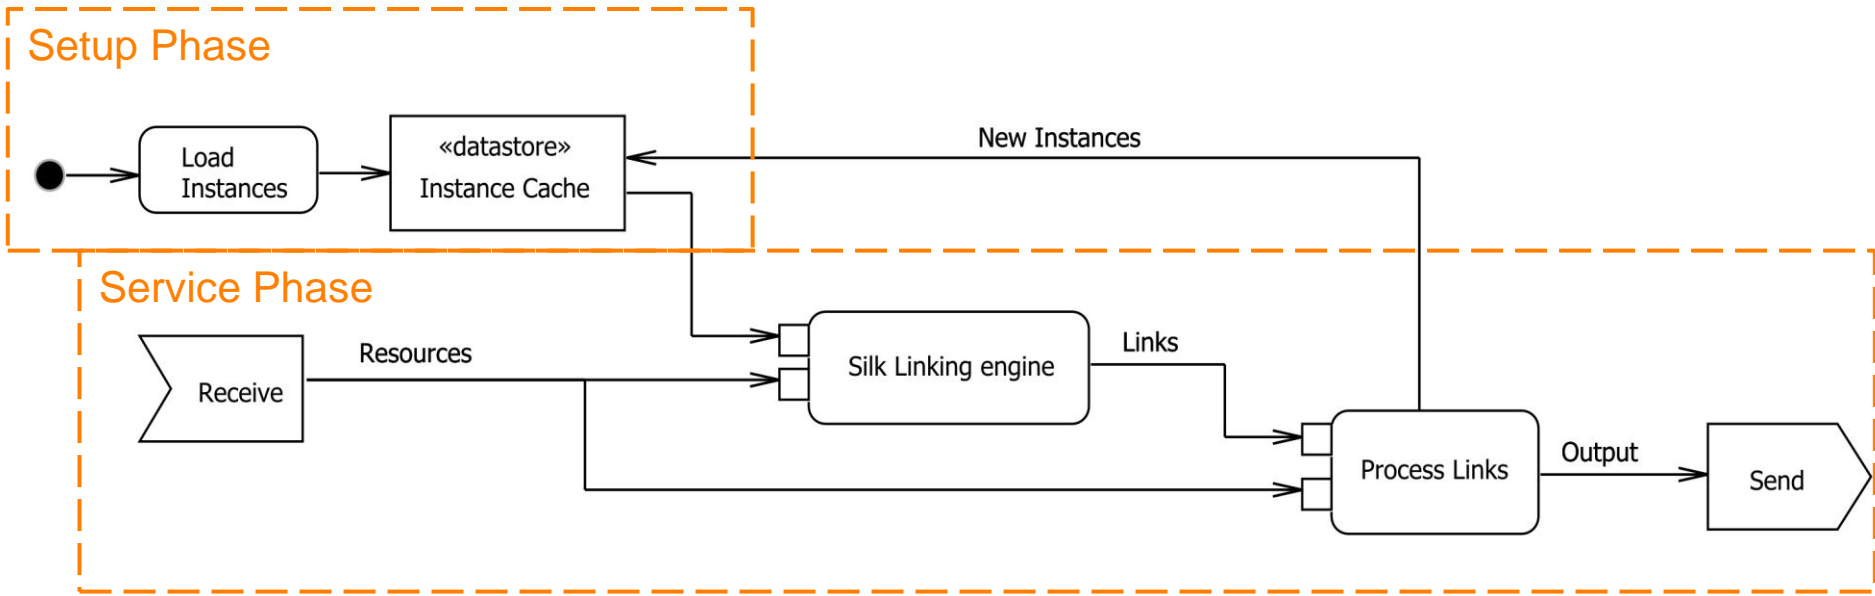 Setup Phase
Load
Instances
«datastore»
Instance Cache
New Instances
Service Phase
Receive
Resources
Silk Linking engine
Links
Process Links
Output
Send